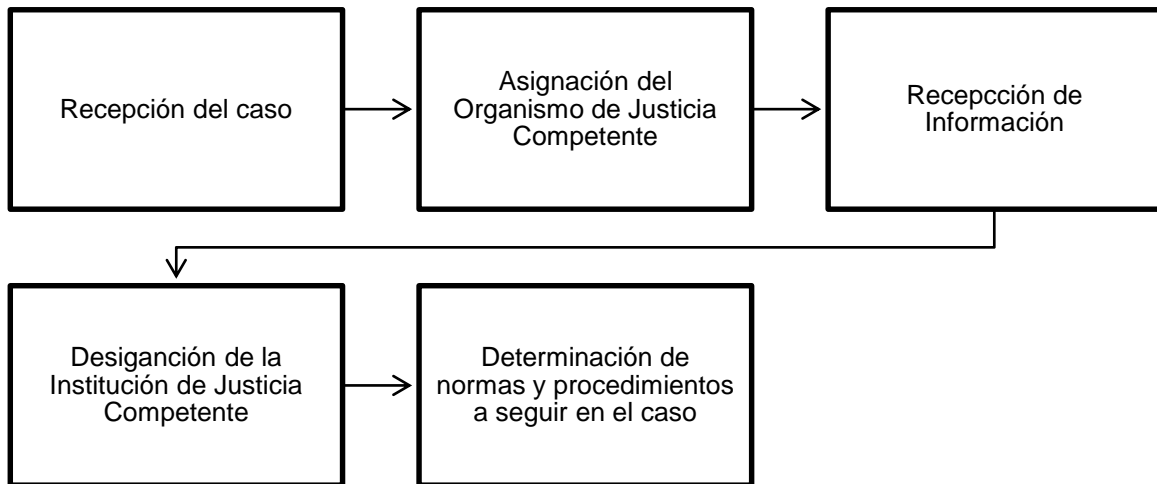 Recepción del caso
Asignación del
Organismo de Justicia
Competente
Recepcción de
Información
Desiganción de la
Institución de Justicia
Competente
Determinación de
normas y procedimientos
a seguir en el caso